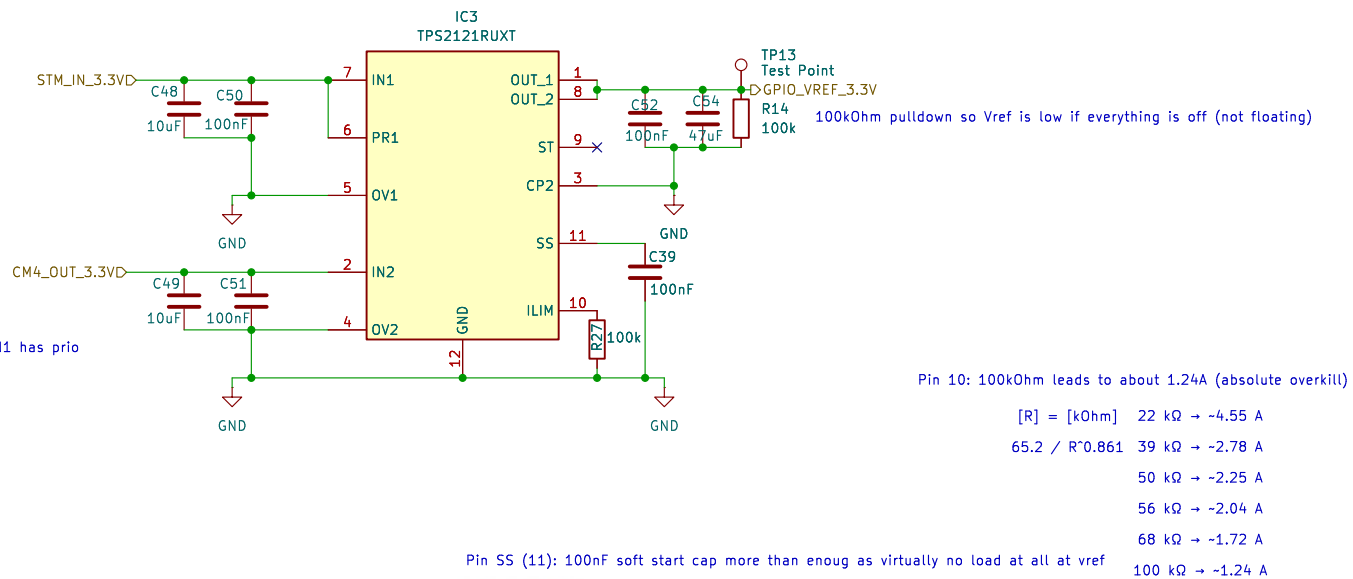 IC3
TPS2121RUXT
STM_IN_3.3V
C48
10uF
C50
100nF
7 IN1
6 PR1
5 OV1
GND
CM4_OUT_3.3V
C49
10uF
C51
100nF
2 IN2
4 OV2
GND
12
GND
has prio
OUT_1 1
OUT_2 8
ST 9
CP2 3
SS 11
ILIM 10
C52
100nF
C54
47uF
TP13
Test Point
GPIO_VREF_3.3V
R14
100k
100kOhm pulldown so Vref is low if everything is off (not floating)
GND
C39
100nF
R27
100k
GND
Pin 10: 100kOhm leads to about 1.24A (absolute overkill)
[R] = [kOhm] 22 kΩ → ~4.55 A
65.2 / R^0.861 39 kΩ → ~2.78 A
50 kΩ → ~2.25 A
56 kΩ → ~2.04 A
68 kΩ → ~1.72 A
100 kΩ → ~1.24 A
Pin SS (11): 100nF soft start cap more than enoug as virtually no load at all at vref